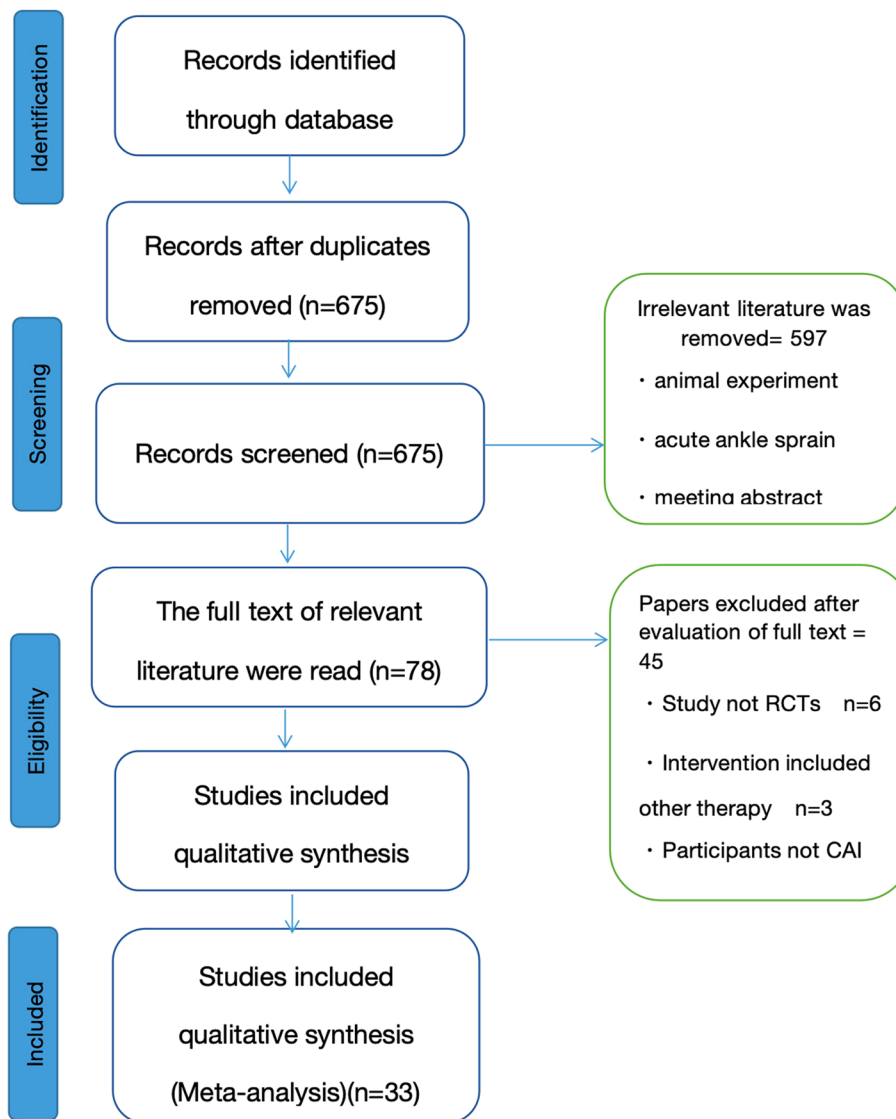 Identification
Records identified
through database
Records after duplicates
removed (n=675)
Screening
Records screened (n=675)
Irrelevant literature was
removed= 597
· animal experiment
· acute ankle sprain
· meeting abstract
Eligibility
The full text of relevant
literature were read (n=78)
Papers excluded after
evaluation of full text =
45
· Study not RCTs n=6
· Intervention included
other therapy n=3
· Participants not CAI
Studies included
qualitative synthesis
Included
Studies included
qualitative synthesis
(Meta-analysis)(n=33)